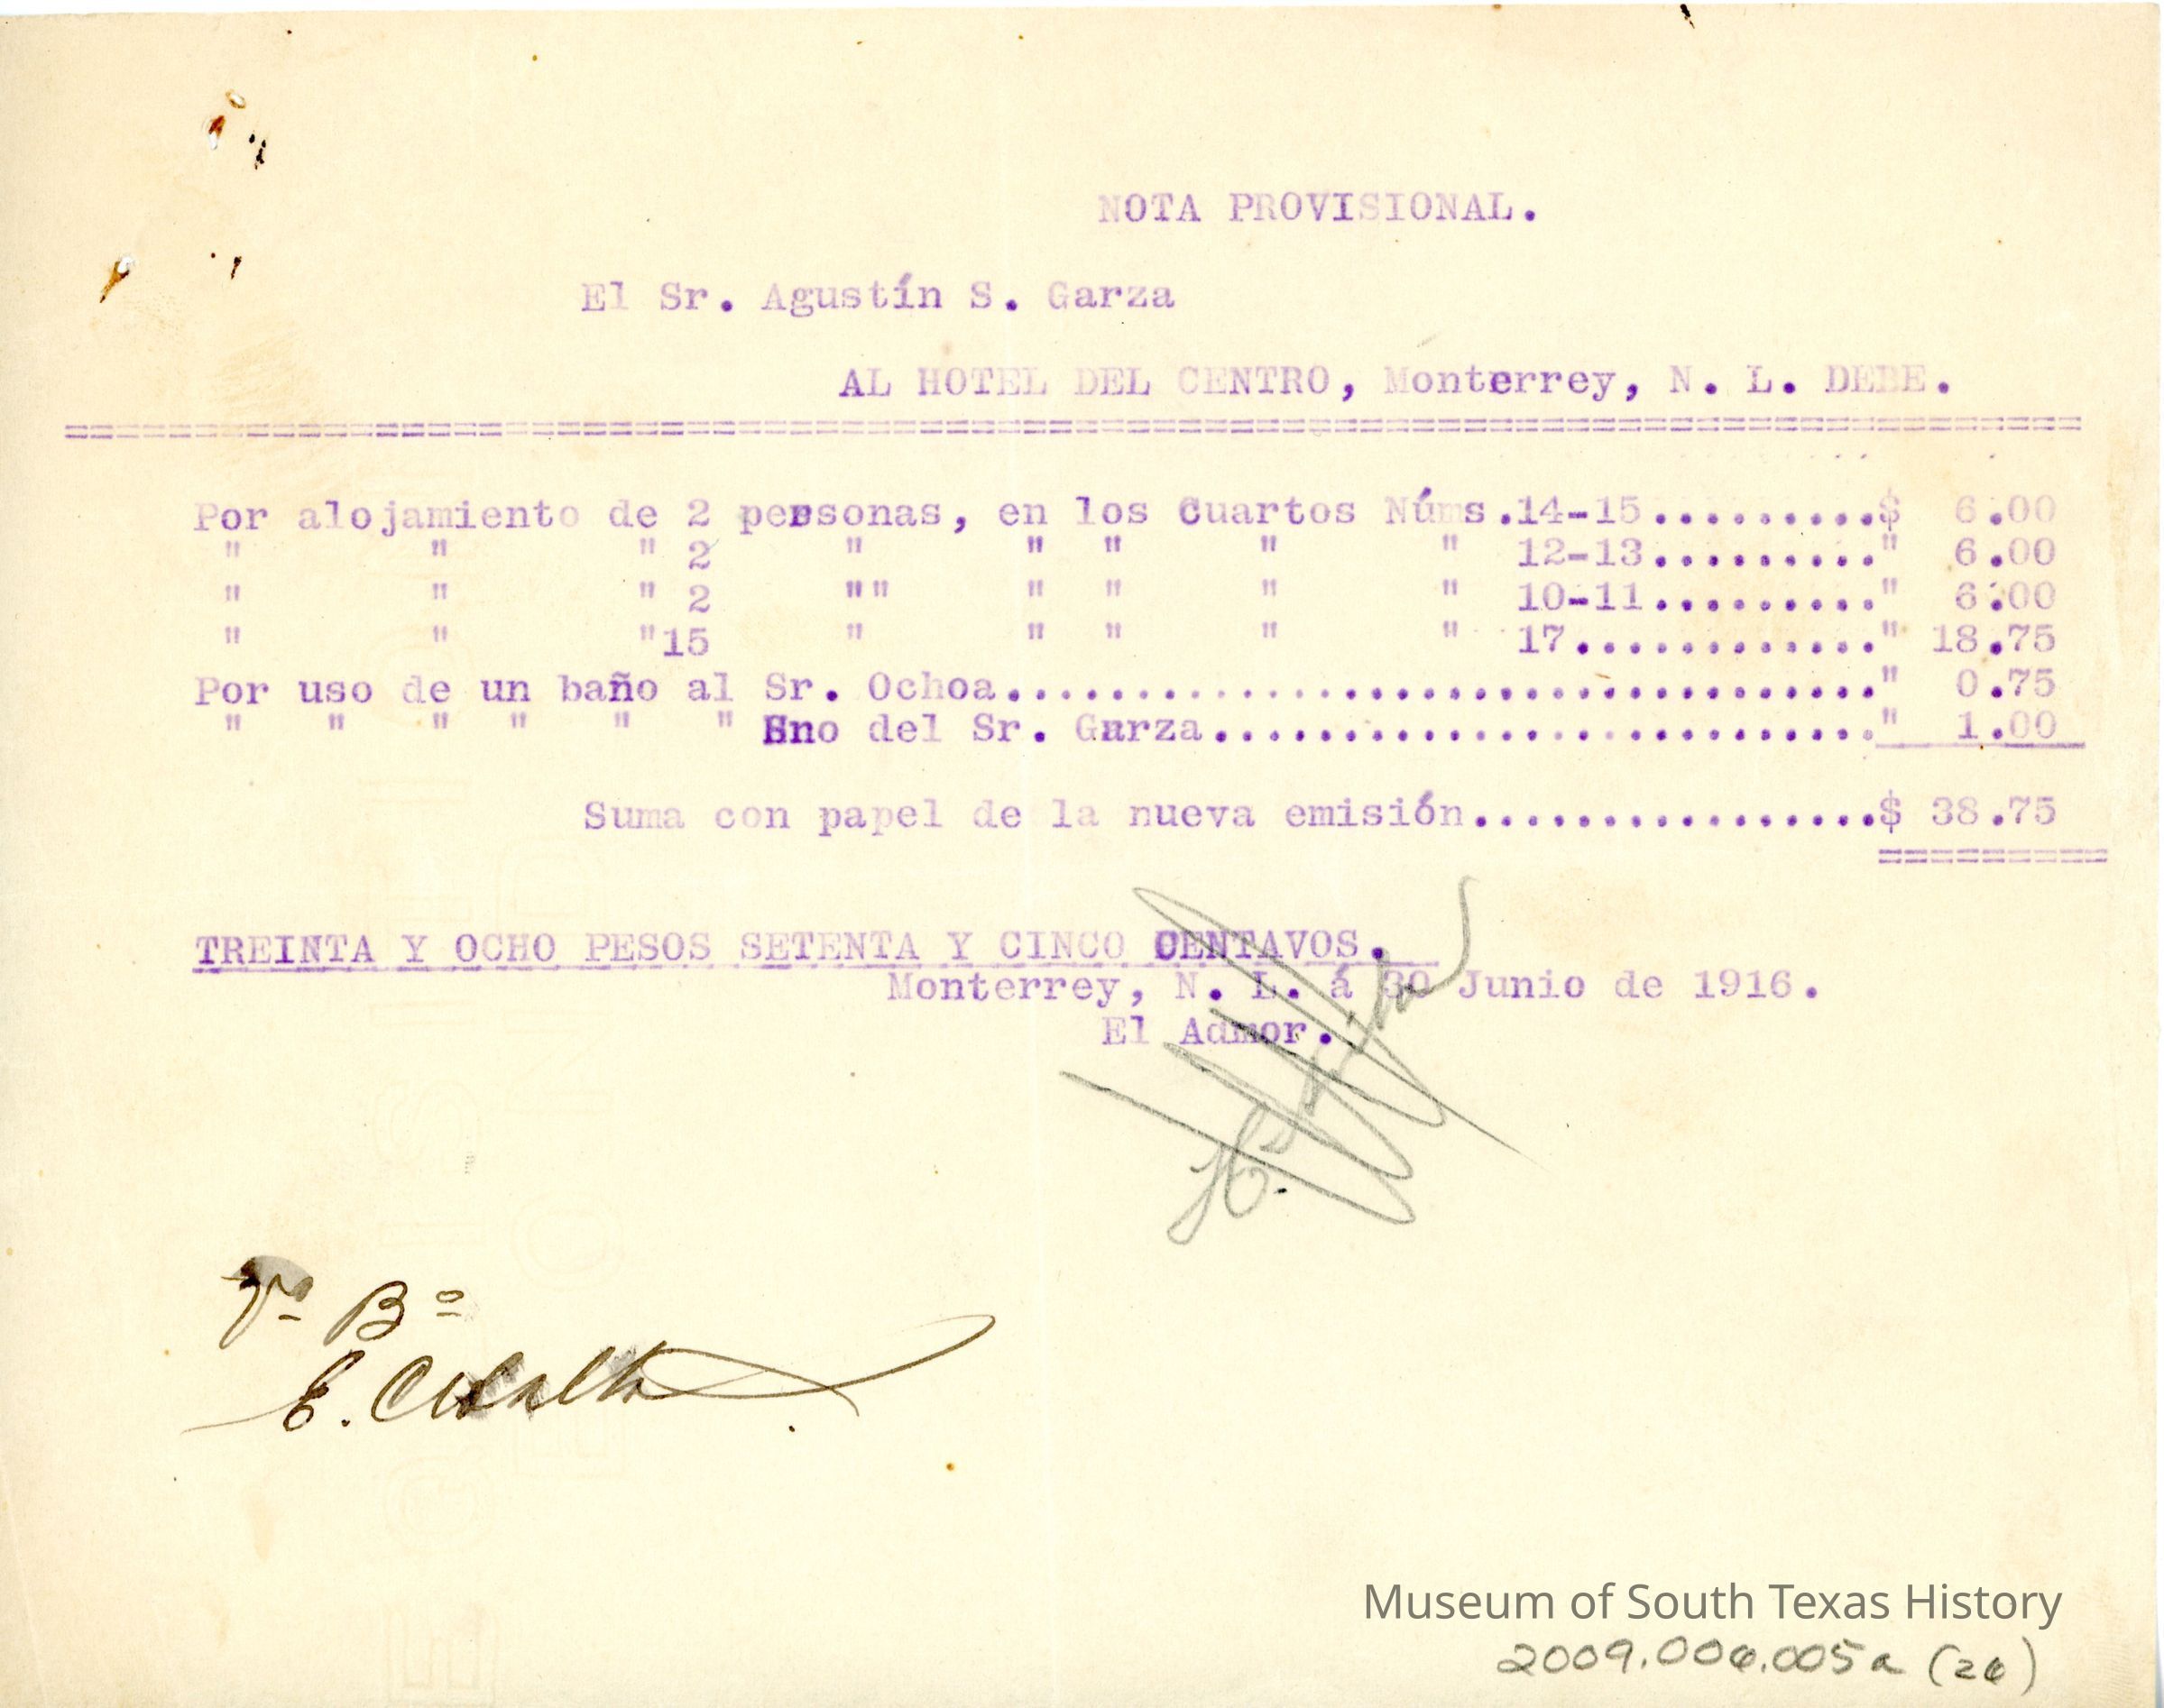 NOTA PROVISIONAL.
El Sr. Agustín S. Garza
AL HOTEL DEL CENTRO, Monterrey, N. L. DEBE.
Por alojamiento de 2 personas, en los Cuartos Núms.14-15..........$ 6.00
" " " 2 " " " " " 12-13.........." 6.00
" " " 2 "" " " " " 10-11.........." 6.00
" " "15 " " " " " 17............." 18.75
Por uso de un baño al Sr. Ochoa.................................." 0.75
" " " " " " Eno del Sr. Garza.........................." 1.00
Suma con papel de la nueva emisión................$ 38.75
TREINTA Y OCHO PESOS SETENTA Y CINCO CENTAVOS.
Monterrey, N. L. á 30 Junio de 1916.
El Admor.
Vo Bo
E.
Museum of South Texas History
2009.006.005a (26)